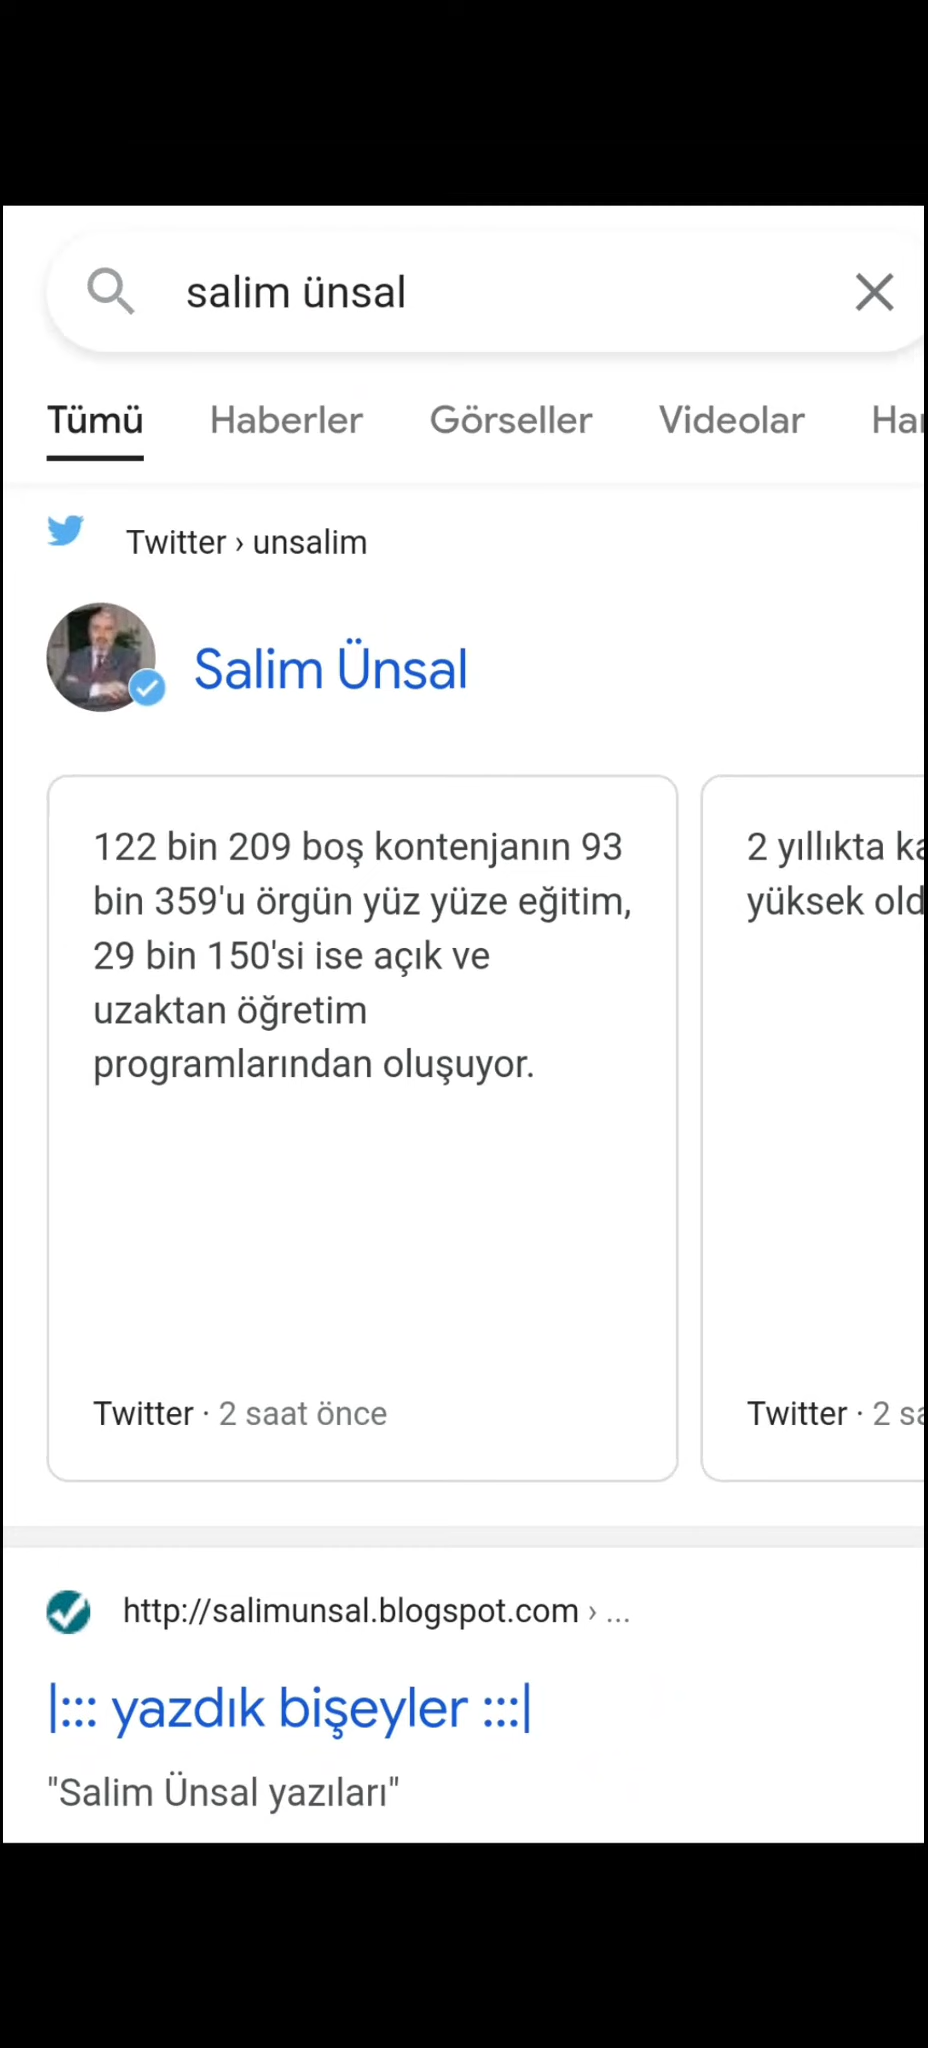 salim ünsal
Tümü Haberler Görseller Videolar
Twitter › unsalim
Salim Ünsal
122 bin 209 boş kontenjanın 93
bin 359'u örgün yüz yüze eğitim,
29 bin 150'si ise açık ve
uzaktan öğretim
programlarından oluşuyor.
Twitter · 2 saat önce
2 yıllıkta
yüksek
Twitter · 2
http://salimunsal.blogspot.com › ...
|::: yazdık bişeyler :::|
"Salim Ünsal yazıları"